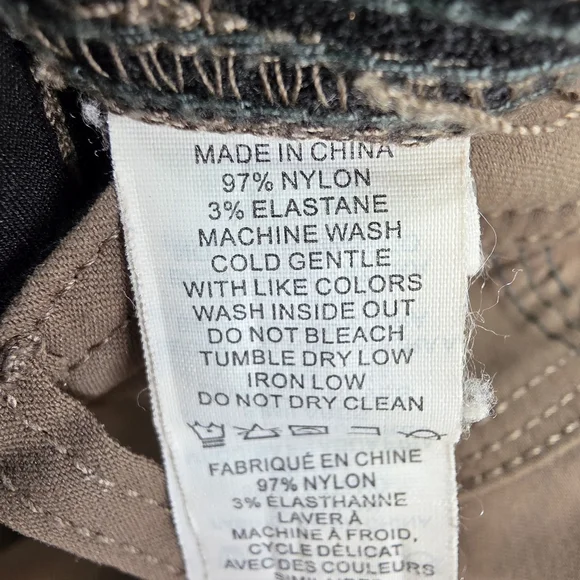 MADE IN CHINA
97% NYLON
3% ELASTANE
MACHINE WASH
COLD GENTLE
WITH LIKE COLORS
WASH INSIDE OUT
DO NOT BLEACH
TUMBLE DRY LOW
IRON LOW
DO NOT DRY CLEAN
FABRIQUÉ EN CHINE
97% NYLON
3% ÉLASTHANNE
LAVER À
MACHINE À FROID,
CYCLE DÉLICAT
AVEC DES COULEURS